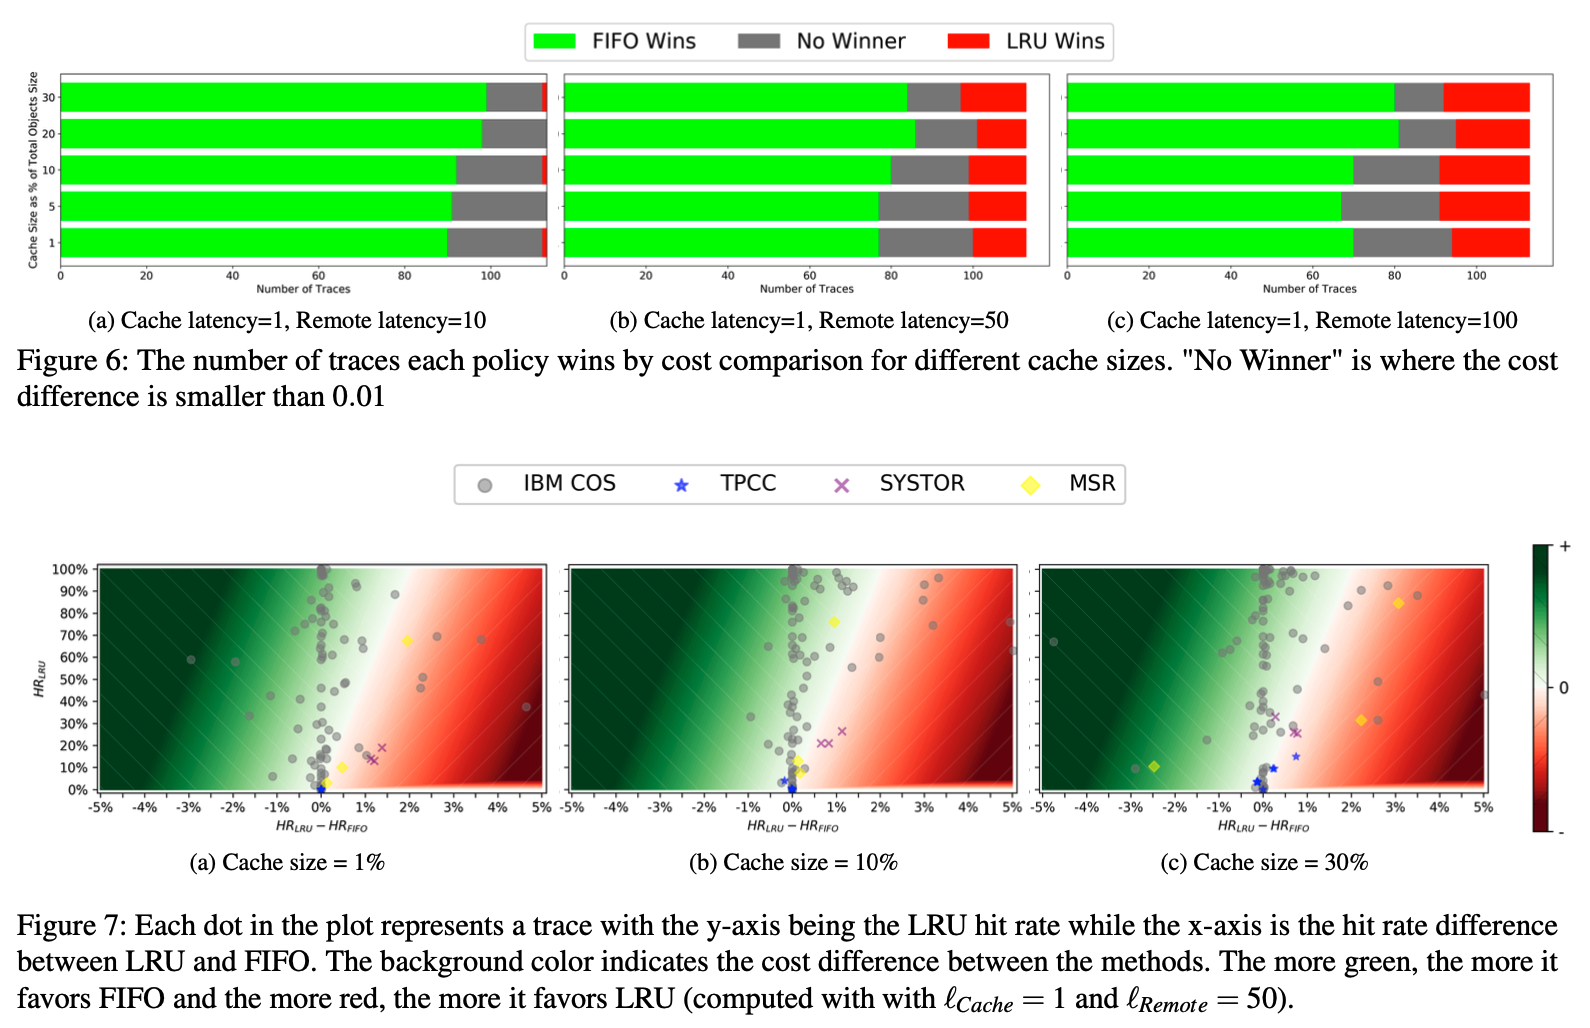 FIFO Wins No Winner LRU Wins
Cache Size as % of Total Objects Size
30
20
10
5
1
0 20 40 60 80 100
Number of Traces
0 20 40 60 80 100
Number of Traces
0 20 40 60 80 100
Number of Traces
(a) Cache latency=1, Remote latency=10
(b) Cache latency=1, Remote latency=50
(c) Cache latency=1, Remote latency=100
Figure 6: The number of traces each policy wins by cost comparison for different cache sizes. "No Winner" is where the cost
difference is smaller than 0.01
IBM COS TPCC SYSTOR MSR
HR_LRU
100%
90%
80%
70%
60%
50%
40%
30%
20%
10%
0%
-5% -4% -3% -2% -1% 0% 1% 2% 3% 4% 5%
HR_LRU − HR_FIFO
-5% -4% -3% -2% -1% 0% 1% 2% 3% 4% 5%
HR_LRU − HR_FIFO
-5% -4% -3% -2% -1% 0% 1% 2% 3% 4% 5%
HR_LRU − HR_FIFO
+
0
-
(a) Cache size = 1%
(b) Cache size = 10%
(c) Cache size = 30%
Figure 7: Each dot in the plot represents a trace with the y-axis being the LRU hit rate while the x-axis is the hit rate difference
between LRU and FIFO. The background color indicates the cost difference between the methods. The more green, the more it
favors FIFO and the more red, the more it favors LRU (computed with with ℓ_Cache = 1 and ℓ_Remote = 50).